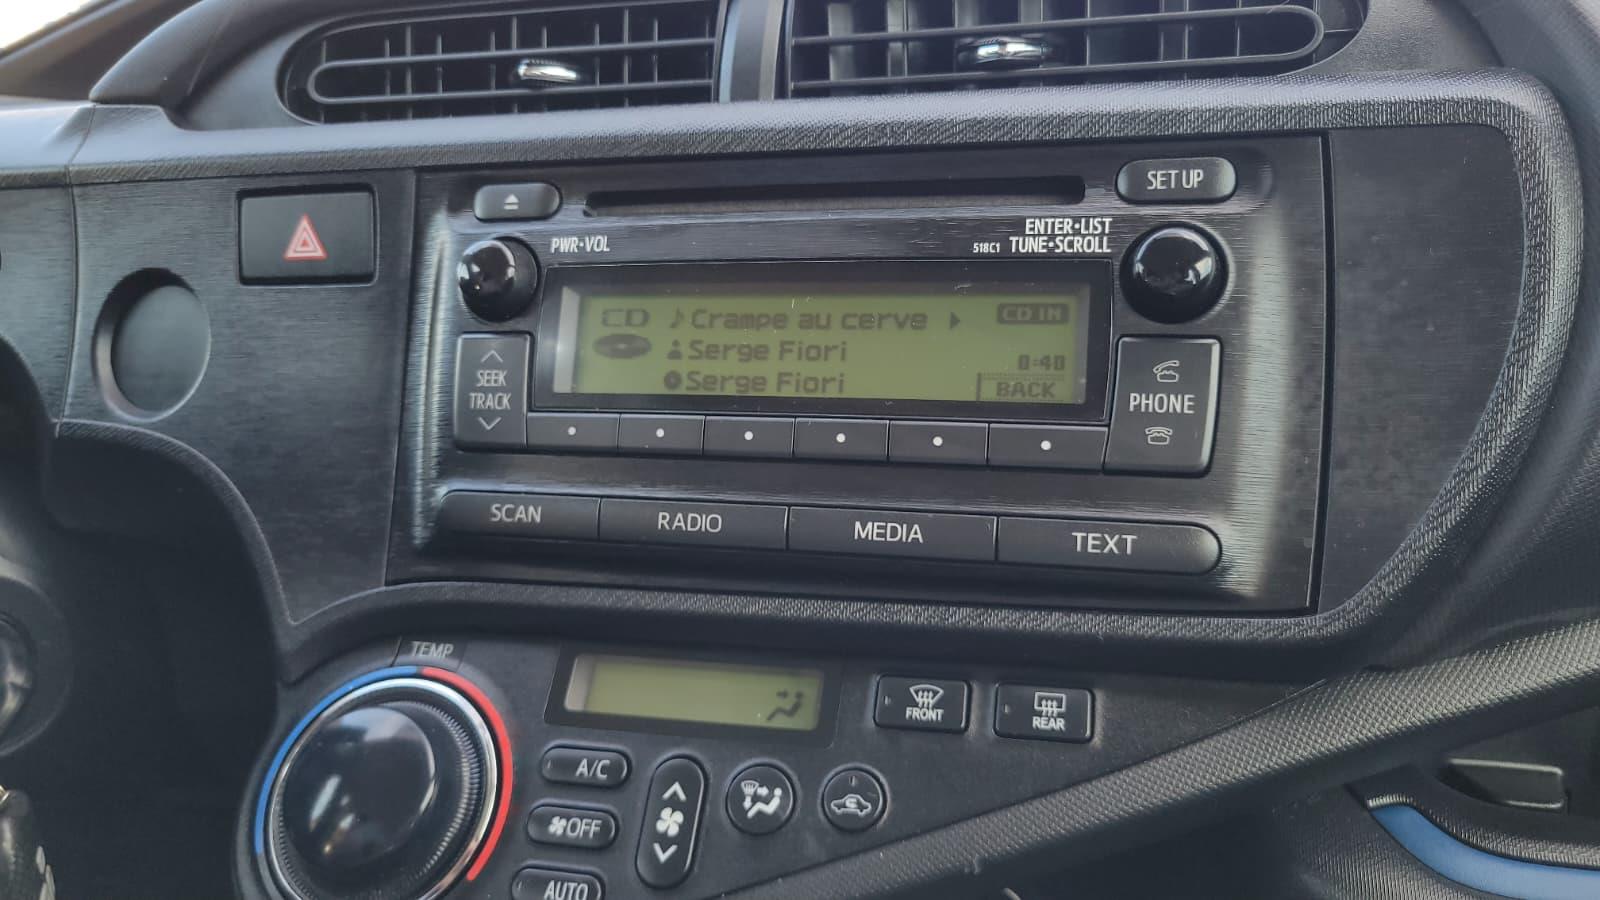 SET UP
PWR•VOL
ENTER•LIST
518C1 TUNE•SCROLL
CD ♪Crampe au cerve CD IN
Serge Fiori
0:40
Serge Fiori
BACK
SEEK
TRACK
PHONE
SCAN RADIO MEDIA TEXT
TEMP
FRONT
REAR
A/C
OFF
AUTO